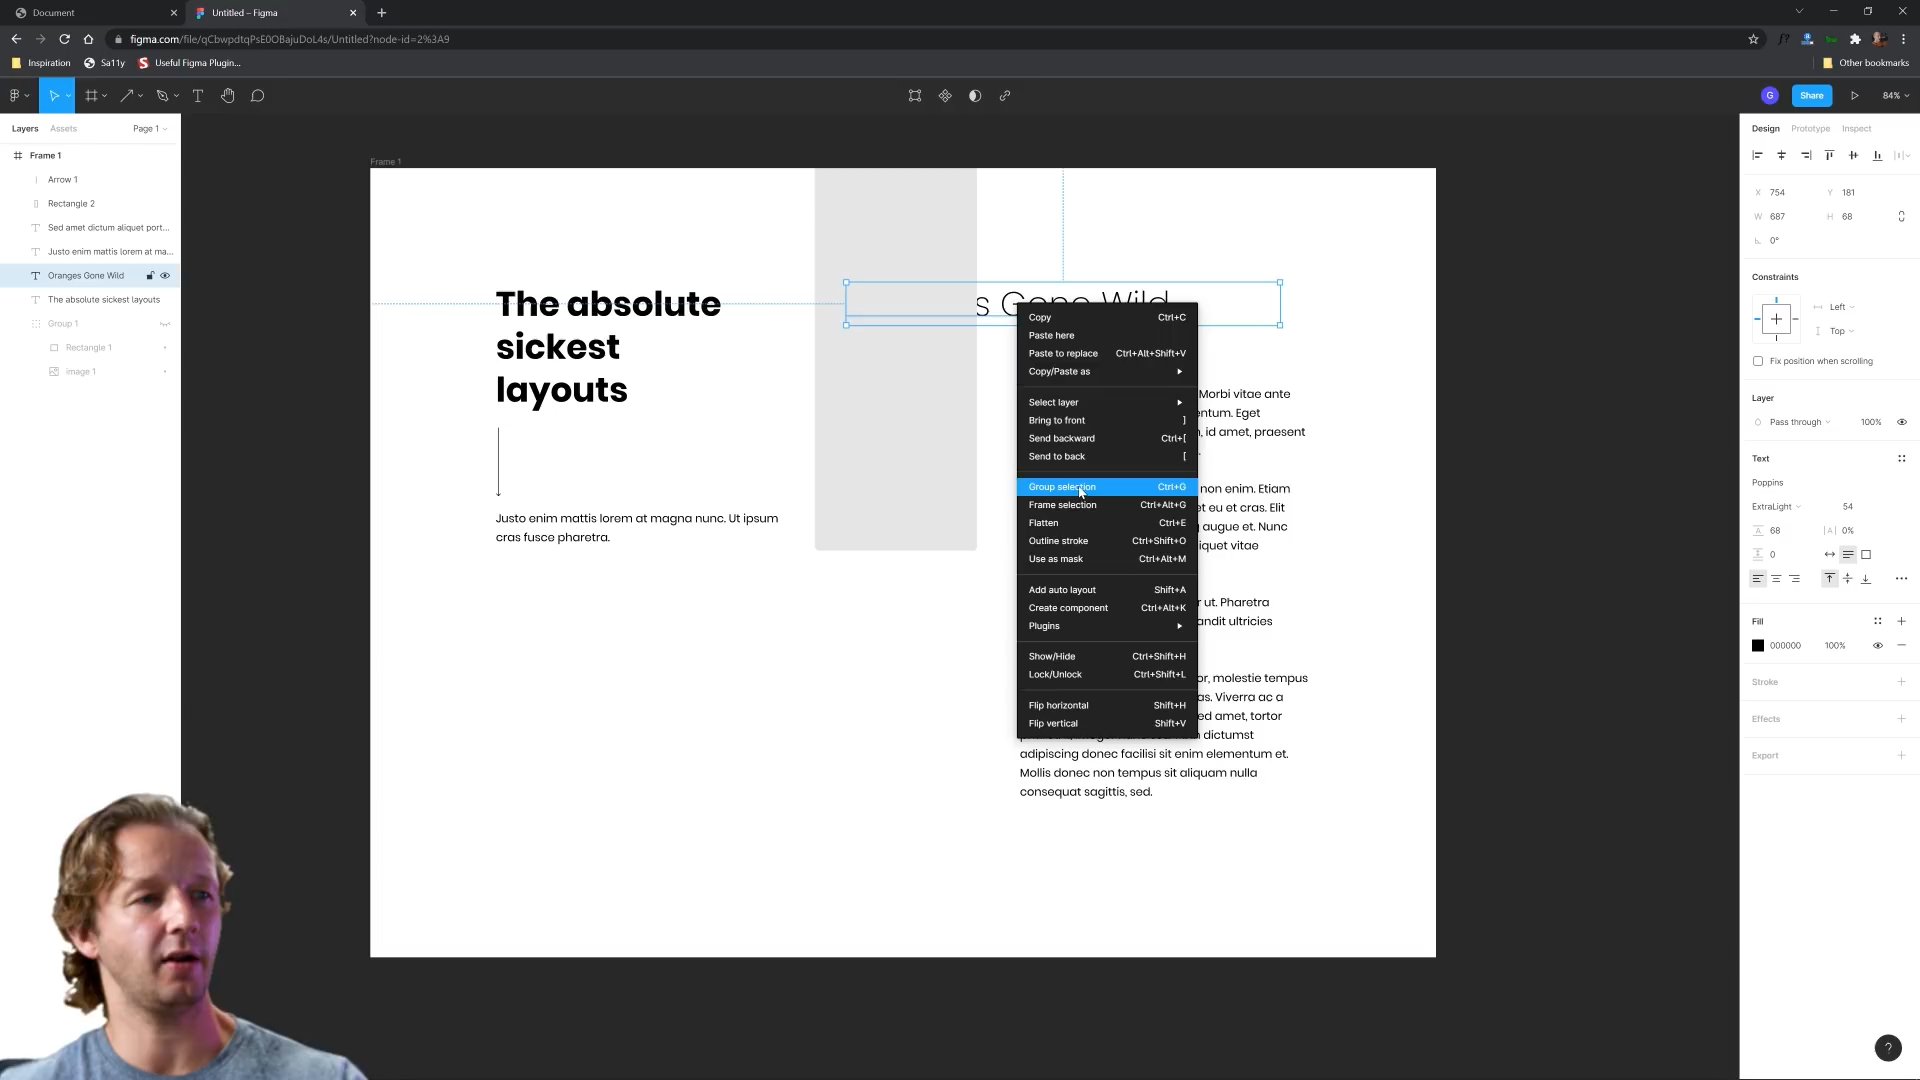 Document
Untitled – Figma
figma.com/file/qCbwpdtqPsE0OBajuDoL4s/Untitled?node-id=2%3A9
Inspiration
Sa11y
Useful Figma Plugin...
Other bookmarks
G
Share
84%
Layers
Assets
Page 1
Frame 1
Arrow 1
Rectangle 2
Sed amet dictum aliquet port...
Justo enim mattis lorem at ma...
Oranges Gone Wild
The absolute sickest layouts
Group 1
Rectangle 1
image 1
Frame 1
The absolute
sickest
layouts
Justo enim mattis lorem at magna nunc. Ut ipsum
cras fusce pharetra.
s Gone Wild
Copy Ctrl+C
Paste here
Paste to replace Ctrl+Alt+Shift+V
Copy/Paste as
Select layer
Bring to front ]
Send backward Ctrl+[
Send to back [
Group selection Ctrl+G
Frame selection Ctrl+Alt+G
Flatten Ctrl+E
Outline stroke Ctrl+Shift+O
Use as mask Ctrl+Alt+M
Add auto layout Shift+A
Create component Ctrl+Alt+K
Plugins
Show/Hide Ctrl+Shift+H
Lock/Unlock Ctrl+Shift+L
Flip horizontal Shift+H
Flip vertical Shift+V
Morbi vitae ante
entum. Eget
, id amet, praesent
non enim. Etiam
et eu et cras. Elit
augue et. Nunc
iquet vitae
r ut. Pharetra
andit ultricies
or, molestie tempus
as. Viverra ac a
ed amet, tortor
dictumst
adipiscing donec facilisi sit enim elementum et.
Mollis donec non tempus sit aliquam nulla
consequat sagittis, sed.
Design
Prototype
Inspect
X 754 Y 181
W 687 H 68
0°
Constraints
Left
Top
Fix position when scrolling
Layer
Pass through 100%
Text
Poppins
ExtraLight 54
68 |A| 0%
0
Fill
000000 100%
Stroke
Effects
Export
?